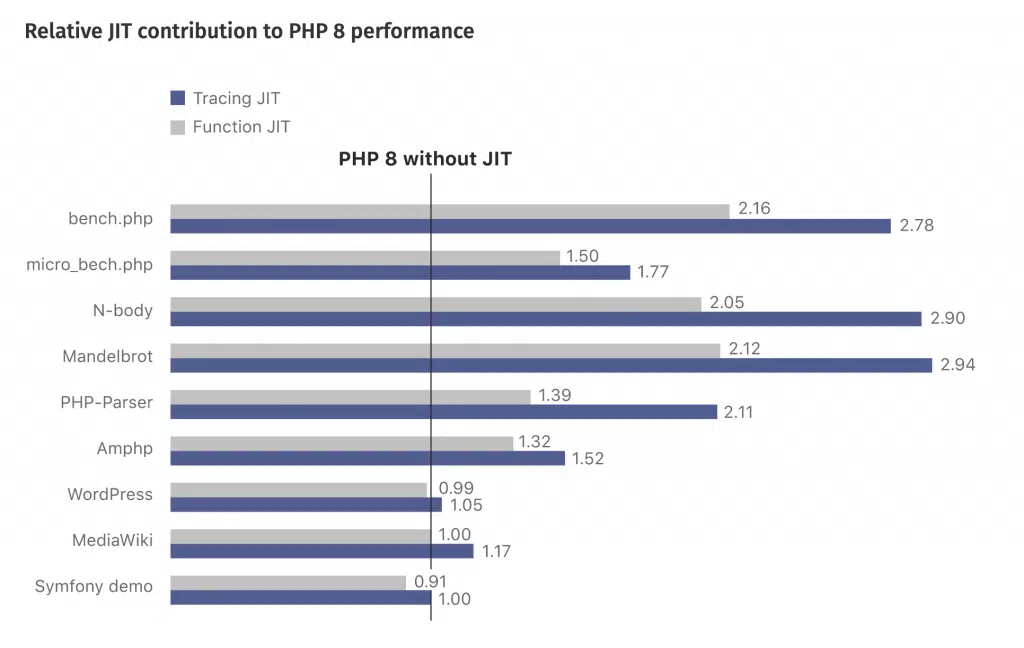 Relative JIT contribution to PHP 8 performance
Tracing JIT
Function JIT
PHP 8 without JIT
bench.php
2.16
2.78
micro_bech.php
1.50
1.77
N-body
2.05
2.90
Mandelbrot
2.12
2.94
PHP-Parser
1.39
2.11
Amphp
1.32
1.52
WordPress
0.99
1.05
MediaWiki
1.00
1.17
Symfony demo
0.91
1.00